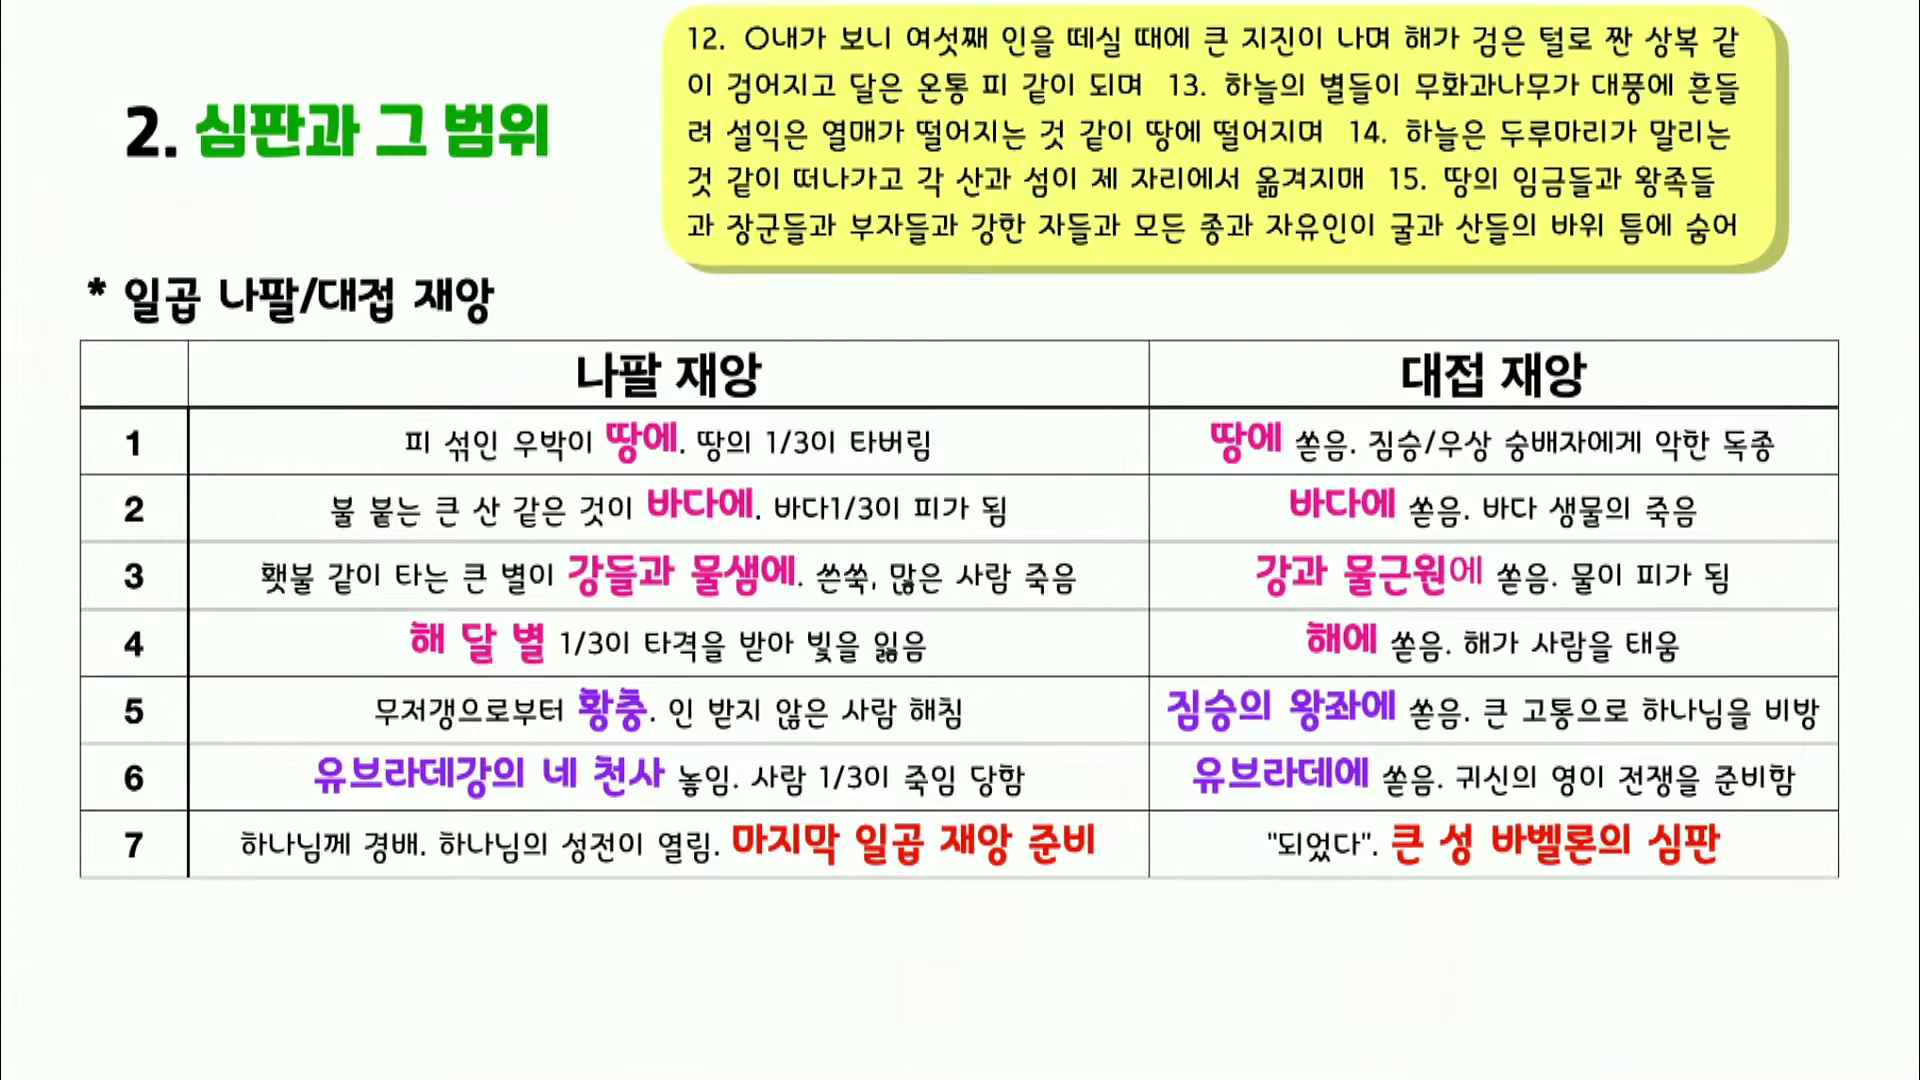 2. 심판과 그 범위
12. ○내가 보니 여섯째 인을 떼실 때에 큰 지진이 나며 해가 검은 털로 짠 상복 같
이 검어지고 달은 온통 피 같이 되며 13. 하늘의 별들이 무화과나무가 대풍에 흔들
려 설익은 열매가 떨어지는 것 같이 땅에 떨어지며 14. 하늘은 두루마리가 말리는
것 같이 떠나가고 각 산과 섬이 제 자리에서 옮겨지매 15. 땅의 임금들과 왕족들
과 장군들과 부자들과 강한 자들과 모든 종과 자유인이 굴과 산들의 바위 틈에 숨어
* 일곱 나팔/대접 재앙
나팔 재앙 대접 재앙
1 피 섞인 우박이 땅에. 땅의 1/3이 타버림 땅에 쏟음. 짐승/우상 숭배자에게 악한 독종
2 불 붙는 큰 산 같은 것이 바다에. 바다1/3이 피가 됨 바다에 쏟음. 바다 생물의 죽음
3 횃불 같이 타는 큰 별이 강들과 물샘에. 쓴쑥, 많은 사람 죽음 강과 물근원에 쏟음. 물이 피가 됨
4 해 달 별 1/3이 타격을 받아 빛을 잃음 해에 쏟음. 해가 사람을 태움
5 무저갱으로부터 황충. 인 받지 않은 사람 해침 짐승의 왕좌에 쏟음. 큰 고통으로 하나님을 비방
6 유브라데강의 네 천사 놓임. 사람 1/3이 죽임 당함 유브라데에 쏟음. 귀신의 영이 전쟁을 준비함
7 하나님께 경배. 하나님의 성전이 열림. 마지막 일곱 재앙 준비 "되었다". 큰 성 바벨론의 심판